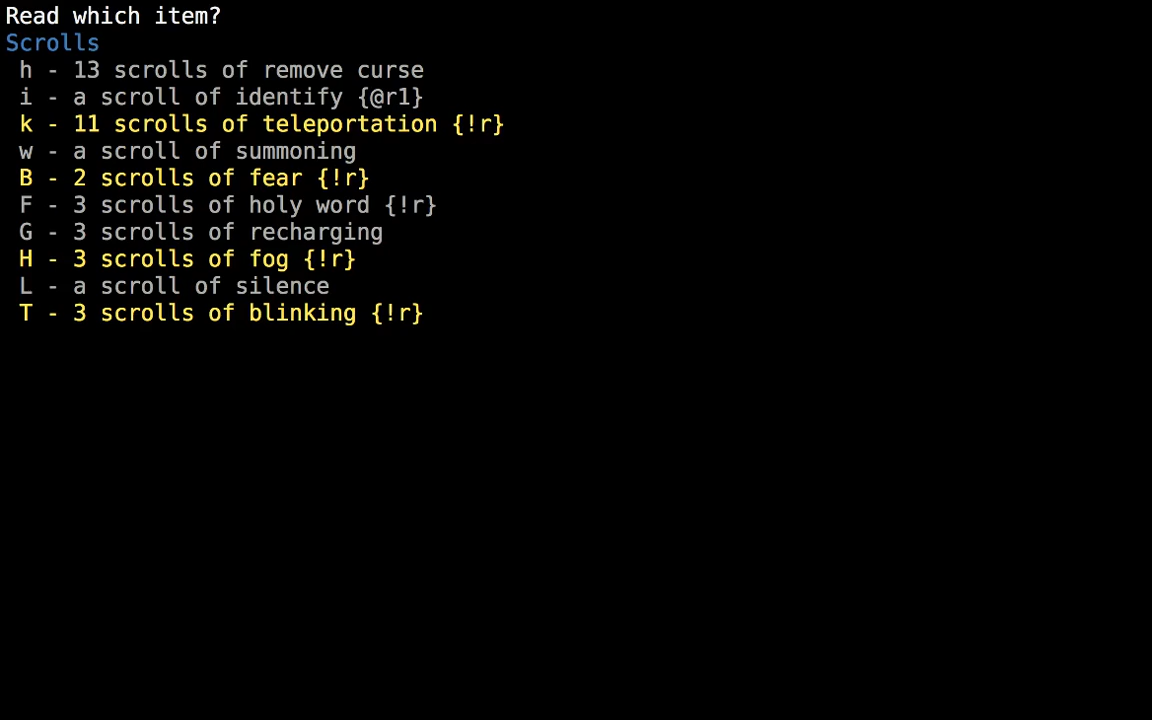 Read which item?
Scrolls
h - 13 scrolls of remove curse
i - a scroll of identify {@r1}
k - 11 scrolls of teleportation {!r}
w - a scroll of summoning
B - 2 scrolls of fear {!r}
F - 3 scrolls of holy word {!r}
G - 3 scrolls of recharging
H - 3 scrolls of fog {!r}
L - a scroll of silence
T - 3 scrolls of blinking {!r}